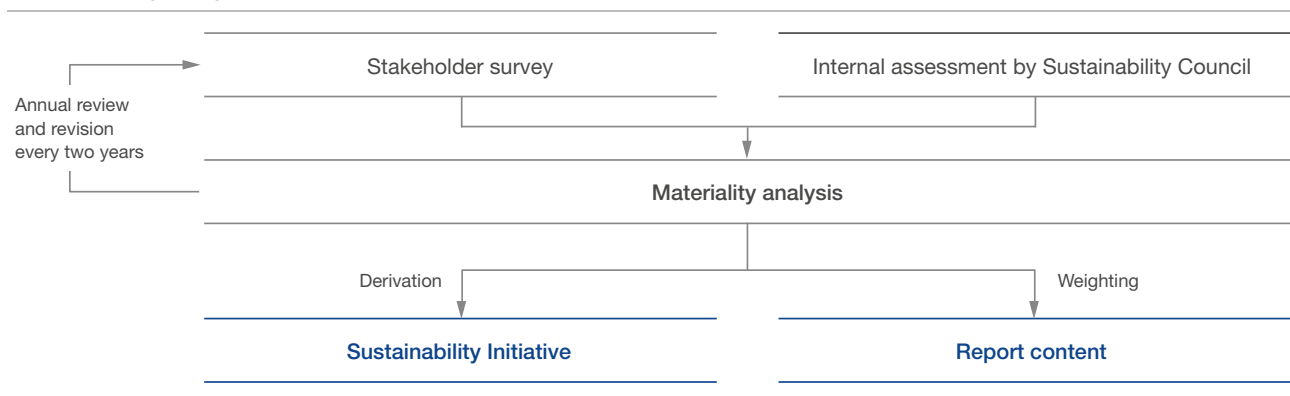 Stakeholder survey
Internal assessment by Sustainability Council
Annual review
and revision
every two years
Materiality analysis
Derivation
Weighting
Sustainability Initiative
Report content